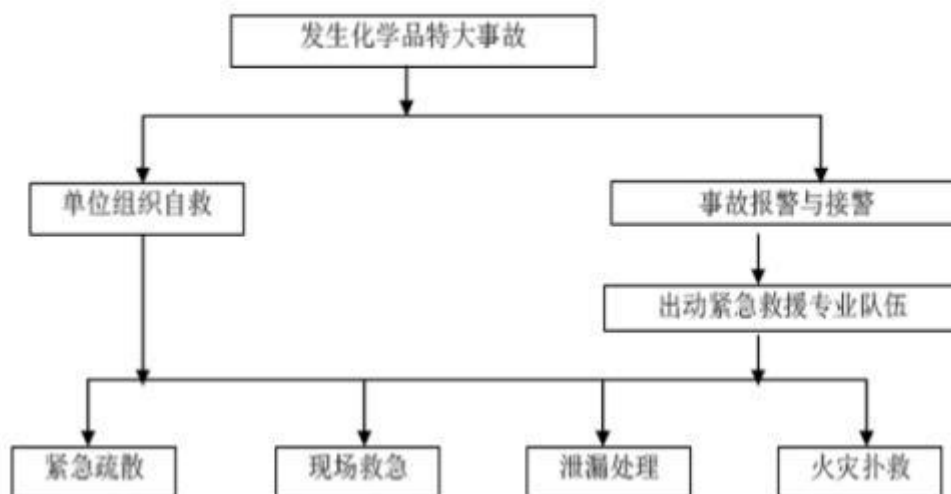 发生化学品特大事故
单位组织自救
事故报警与接警
出动紧急救援专业队伍
紧急疏散
现场救急
泄漏处理
火灾扑救